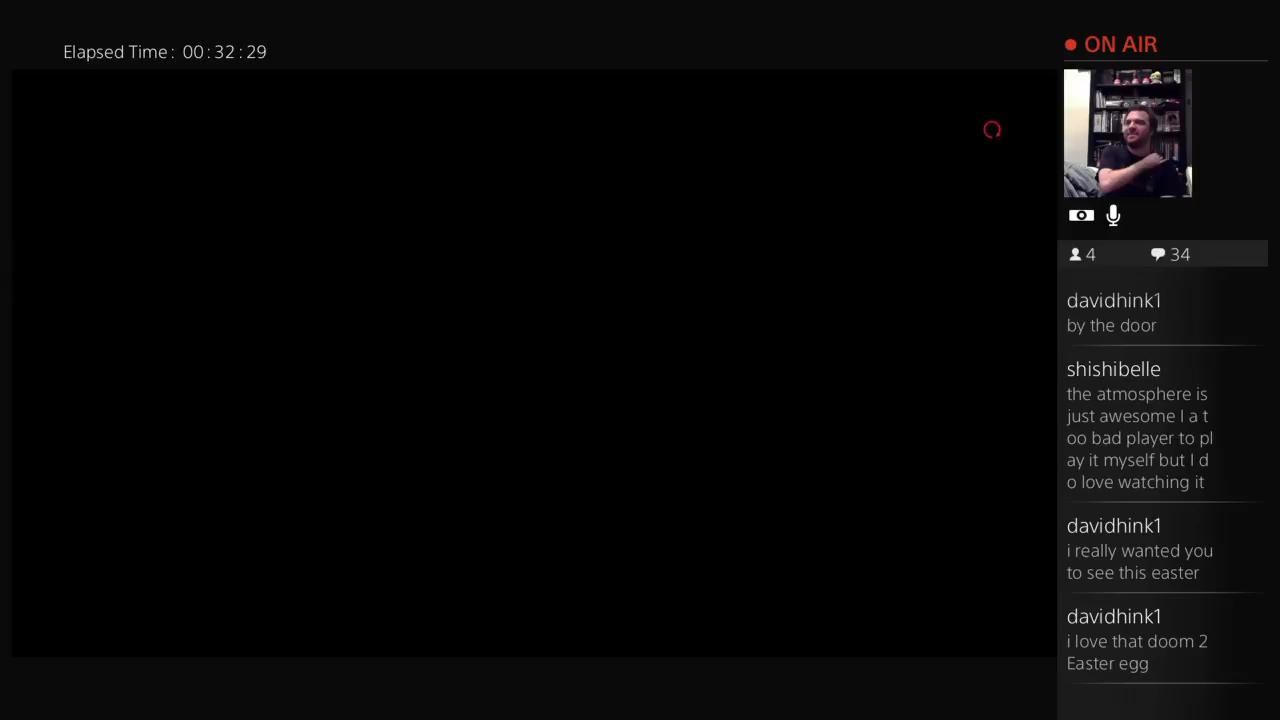 Elapsed Time: 00:32:29
ON AIR
4 34
davidhink1
by the door
shishibelle
the atmosphere is
just awesome I a t
oo bad player to pl
ay it myself but I d
o love watching it
davidhink1
i really wanted you
to see this easter
davidhink1
i love that doom 2
Easter egg